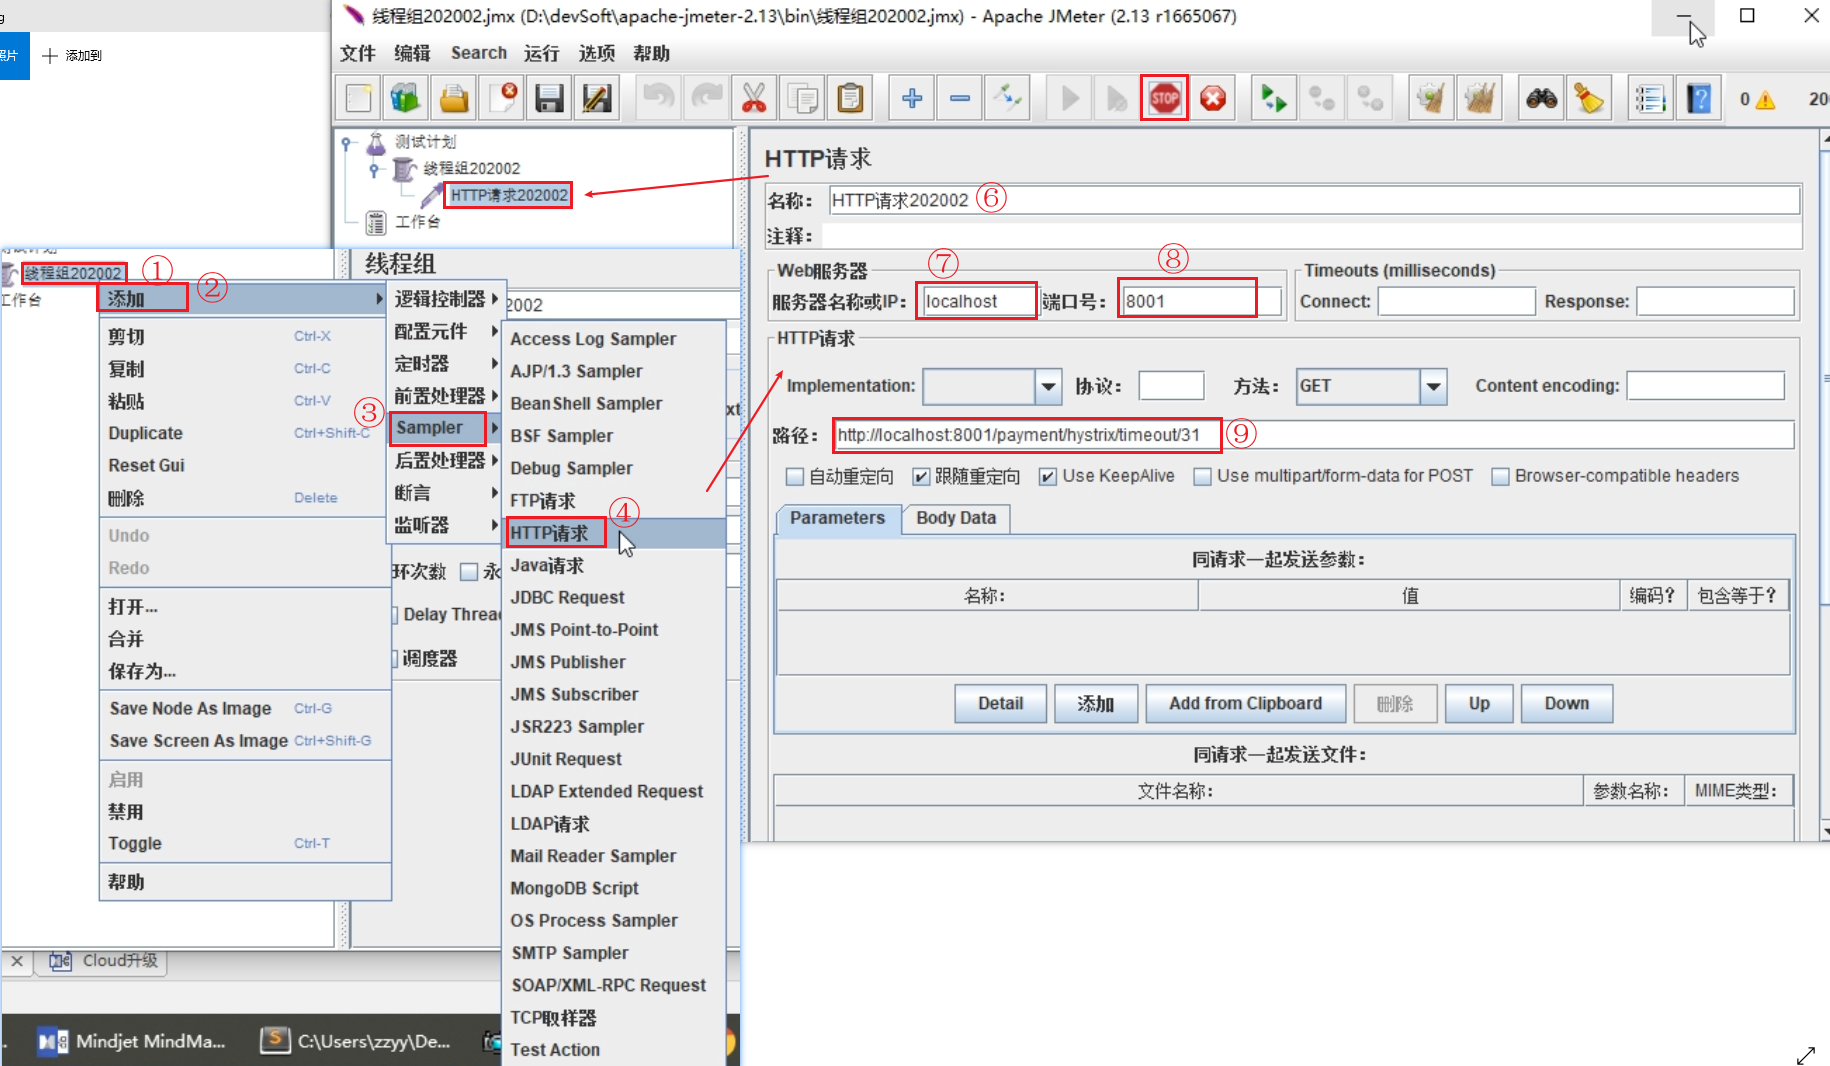 线程组202002.jmx (D:\devSoft\apache-jmeter-2.13\bin\线程组202002.jmx) - Apache JMeter (2.13 r1665067)
照片
添加到
文件 编辑 Search 运行 选项 帮助
STOP
0
测试计划
线程组202002
HTTP请求202002
工作台
HTTP请求
名称： HTTP请求202002 ⑥
注释：
Web服务器 ⑦ ⑧
服务器名称或IP： localhost 端口号： 8001
Timeouts (milliseconds)
Connect: Response:
HTTP请求
Implementation: 协议： 方法： GET Content encoding:
路径： http://localhost:8001/payment/hystrix/timeout/31 ⑨
自动重定向 跟随重定向 Use KeepAlive Use multipart/form-data for POST Browser-compatible headers
Parameters Body Data
同请求一起发送参数：
名称： 值 编码？ 包含等于？
Detail 添加 Add from Clipboard 删除 Up Down
同请求一起发送文件：
文件名称： 参数名称： MIME类型：
线程组202002 ①
工作台
线程组
2002
添加 ②
剪切 Ctrl-X
复制 Ctrl-C
粘贴 Ctrl-V
Duplicate Ctrl+Shift-C
Reset Gui
删除 Delete
Undo
Redo
打开...
合并
保存为...
Save Node As Image Ctrl-G
Save Screen As Image Ctrl+Shift-G
启用
禁用
Toggle Ctrl-T
帮助
逻辑控制器
配置元件
定时器
前置处理器
③ Sampler
后置处理器
断言
监听器
环次数 永
Delay Threa
调度器
Access Log Sampler
AJP/1.3 Sampler
BeanShell Sampler
BSF Sampler
Debug Sampler
FTP请求
HTTP请求 ④
Java请求
JDBC Request
JMS Point-to-Point
JMS Publisher
JMS Subscriber
JSR223 Sampler
JUnit Request
LDAP Extended Request
LDAP请求
Mail Reader Sampler
MongoDB Script
OS Process Sampler
SMTP Sampler
SOAP/XML-RPC Request
TCP取样器
Test Action
Cloud升级
Mindjet MindMa...
C:\Users\zzyy\De...